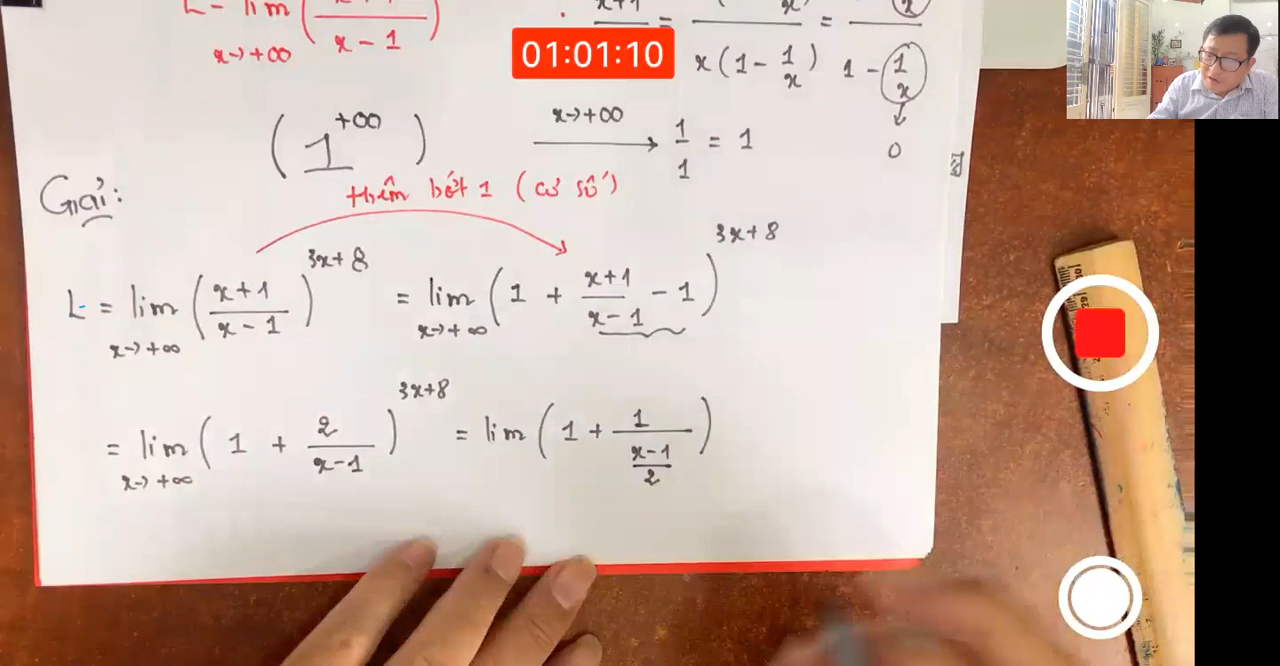 L = lim ( x+1 / x-1 )
x→+∞
x+1 / = / x(1 - 1/x) = / 1 - 1/x
01:01:10
0
(1^+∞) x→+∞ → 1/1 = 1
Giải:
thêm bớt 1 (cơ số)
L = lim x→+∞ ( x+1 / x-1 )^3x+8 = lim x→+∞ ( 1 + x+1 / x-1 - 1 )^3x+8
= lim x→+∞ ( 1 + 2 / x-1 )^3x+8 = lim ( 1 + 1 / (x-1 / 2) )